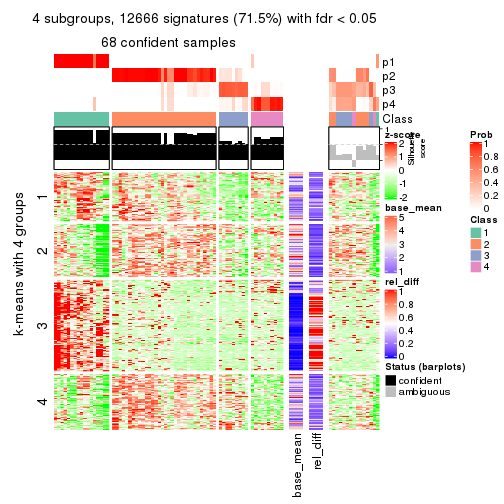 4 subgroups, 12666 signatures (71.5%) with fdr < 0.05
68 confident samples
p1
p2
p3
p4
Class
1
0
Silhouette
score
k-means with 4 groups
1
2
3
4
base_mean
rel_diff
z-score
2
1
0
-1
-2
base_mean
5
4
3
2
1
rel_diff
1
0.8
0.6
0.4
0.2
0
Status (barplots)
confident
ambiguous
Prob
1
0.8
0.6
0.4
0.2
0
Class
1
2
3
4